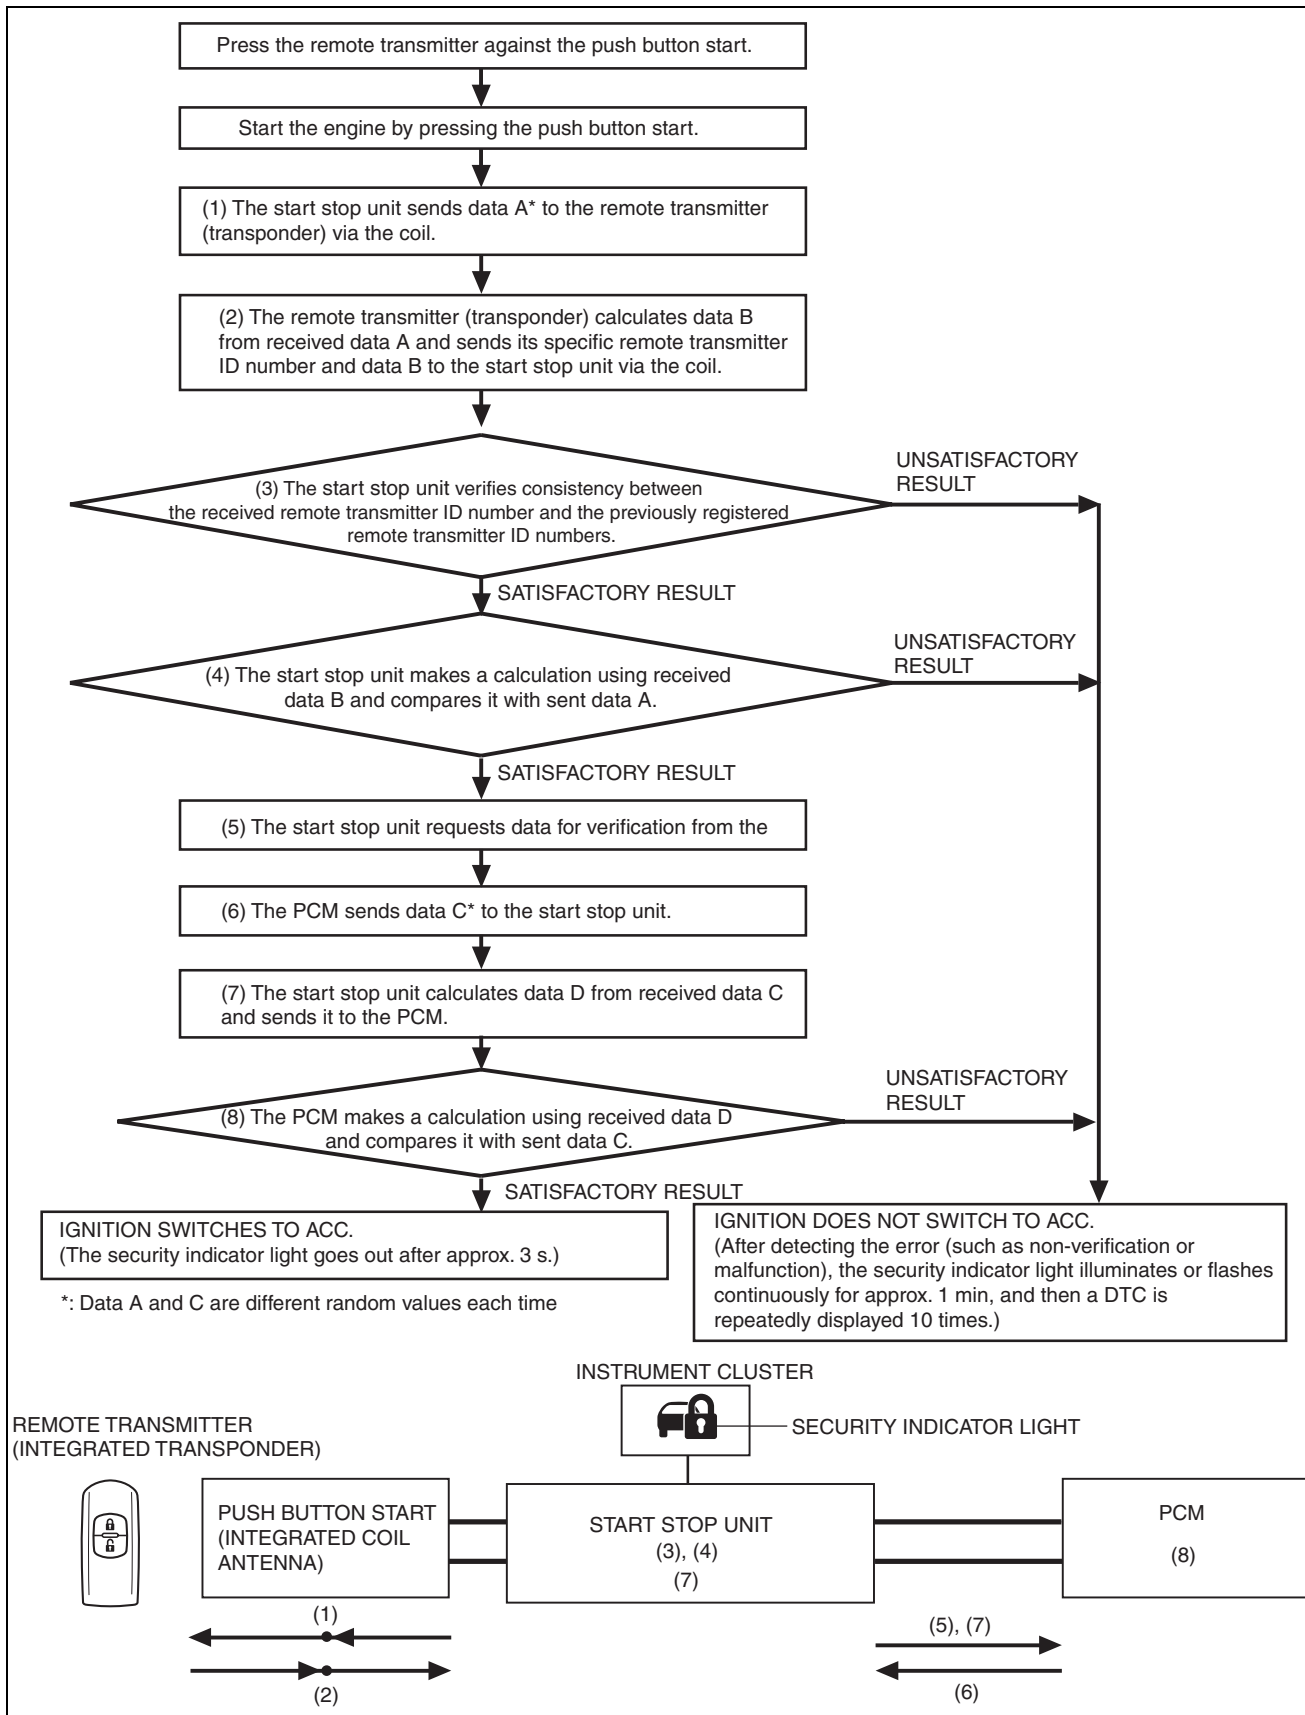 Press the remote transmitter against the push button start.
Start the engine by pressing the push button start.
(1) The start stop unit sends data A* to the remote transmitter
(transponder) via the coil.
(2) The remote transmitter (transponder) calculates data B
from received data A and sends its specific remote transmitter
ID number and data B to the start stop unit via the coil.
UNSATISFACTORY
RESULT
(3) The start stop unit verifies consistency between
the received remote transmitter ID number and the previously registered
remote transmitter ID numbers.
SATISFACTORY RESULT
UNSATISFACTORY
RESULT
(4) The start stop unit makes a calculation using received
data B and compares it with sent data A.
SATISFACTORY RESULT
(5) The start stop unit requests data for verification from the
(6) The PCM sends data C* to the start stop unit.
(7) The start stop unit calculates data D from received data C
and sends it to the PCM.
UNSATISFACTORY
RESULT
(8) The PCM makes a calculation using received data D
and compares it with sent data C.
SATISFACTORY RESULT
IGNITION SWITCHES TO ACC.
(The security indicator light goes out after approx. 3 s.)
IGNITION DOES NOT SWITCH TO ACC.
(After detecting the error (such as non-verification or
malfunction), the security indicator light illuminates or flashes
continuously for approx. 1 min, and then a DTC is
repeatedly displayed 10 times.)
*: Data A and C are different random values each time
INSTRUMENT CLUSTER
SECURITY INDICATOR LIGHT
REMOTE TRANSMITTER
(INTEGRATED TRANSPONDER)
PUSH BUTTON START
(INTEGRATED COIL
ANTENNA)
START STOP UNIT
(3), (4)
(7)
PCM
(8)
(1)
(2)
(5), (7)
(6)